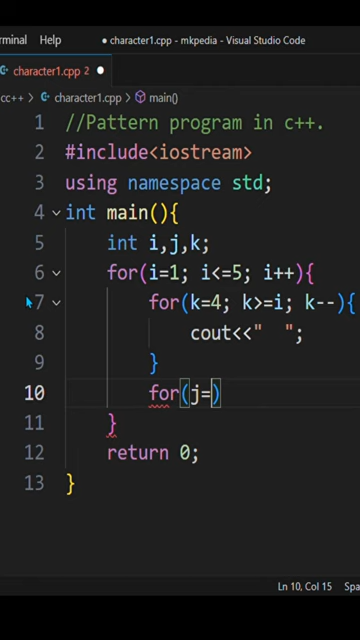 rminal Help
character1.cpp - mkpedia - Visual Studio Code
character1.cpp 2
cc++ > character1.cpp > main()
1 //Pattern program in c++.
2 #include<iostream>
3 using namespace std;
4 int main(){
5 int i,j,k;
6 for(i=1; i<=5; i++){
7 for(k=4; k>=i; k--){
8 cout<<"  ";
9 }
10 for(j=)
11 }
12 return 0;
13 }
Ln 10, Col 15 Spa